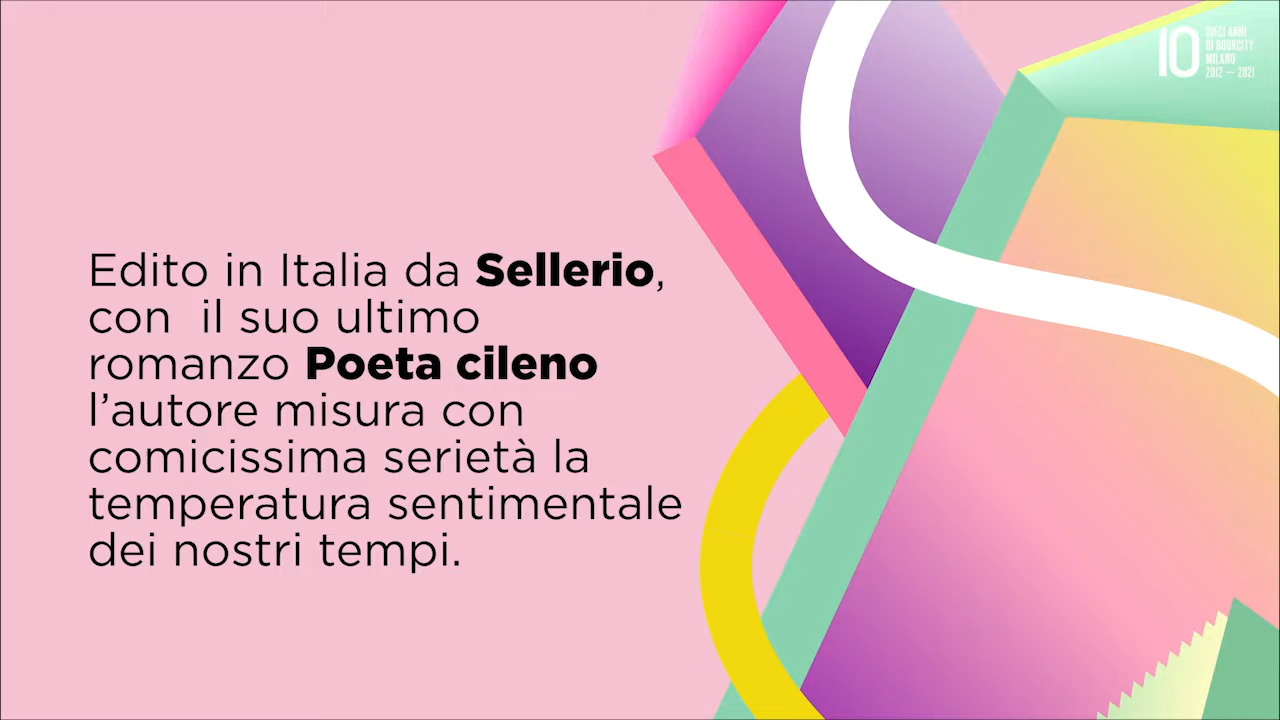 Edito in Italia da Sellerio,
con  il suo ultimo
romanzo Poeta cileno
l’autore misura con
comicissima serietà la
temperatura sentimentale
dei nostri tempi.
10
DIECI ANNI
DI BOOKCITY
MILANO
2012 — 2021